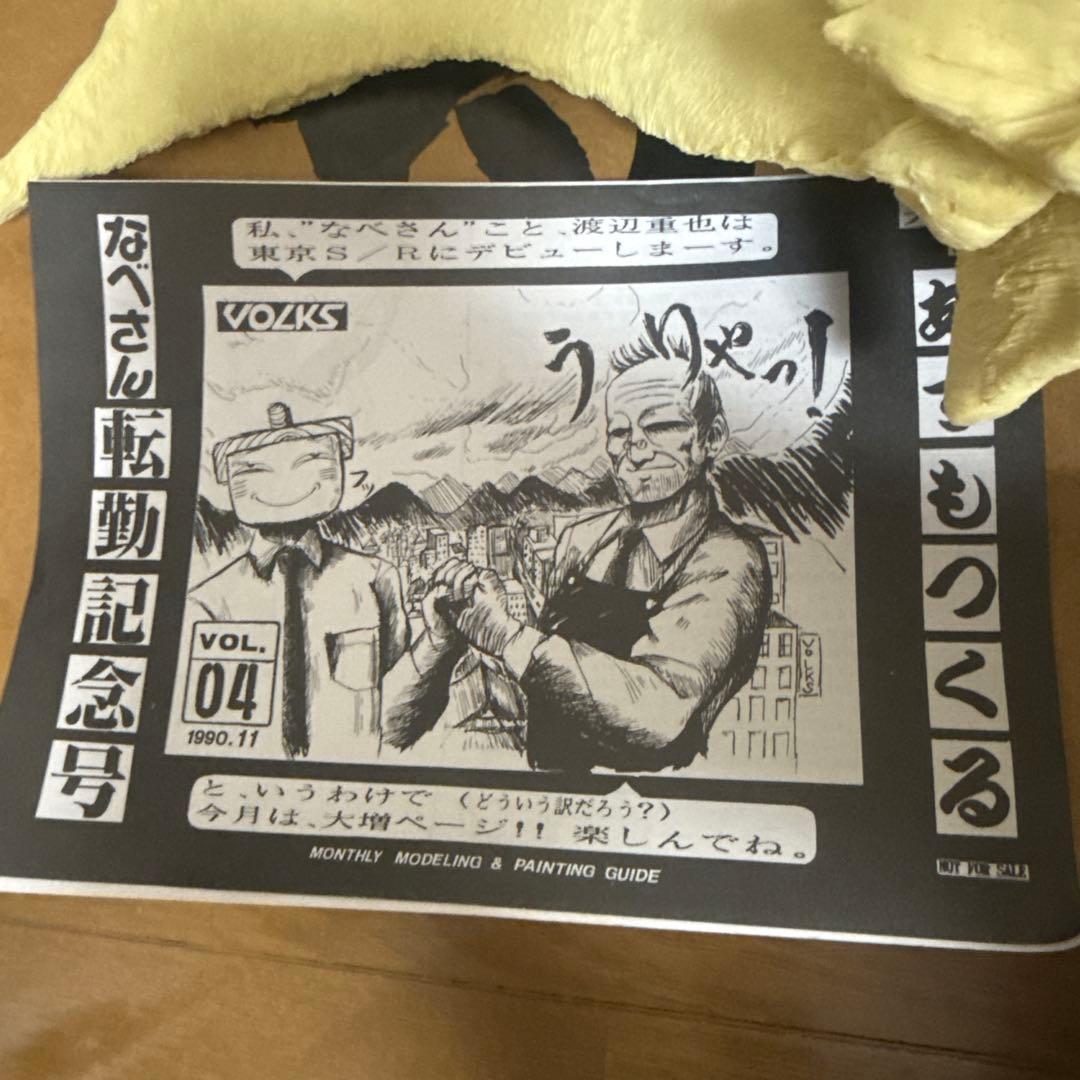 なべさん転勤記念号
私、"なべさん"こと、渡辺重也は
東京S/Rにデビューしまーす。
VOLKS
うりゃっ!
フッ
VOL.
04
1990.11
VOLKS
と、いうわけで(どういう訳だろう?)
今月は、大増ページ!! 楽しんでね。
MONTHLY MODELING & PAINTING GUIDE
もつくる
NOT FOR SALE